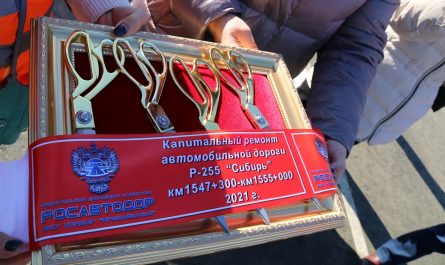 Капитальный ремонт
автомобильной дороги
Р-255 "Сибирь"
км1547+300-км1555+000
2021 г.
РОСАВТОДОР